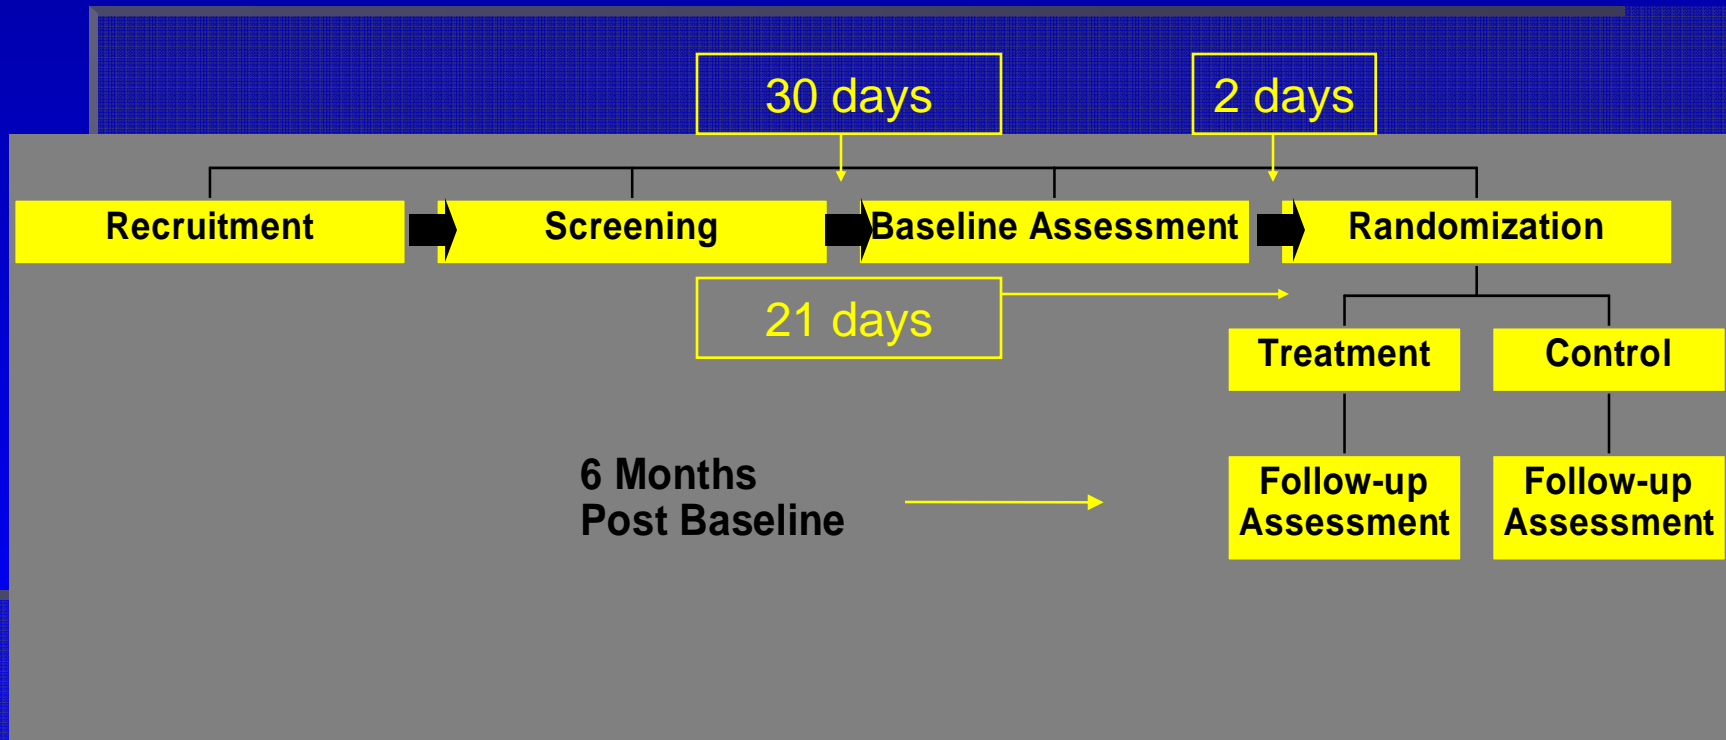 30 days
2 days
Recruitment
Screening
Baseline Assessment
Randomization
21 days
Treatment
Control
6 Months
Post Baseline
Follow-up
Assessment
Follow-up
Assessment